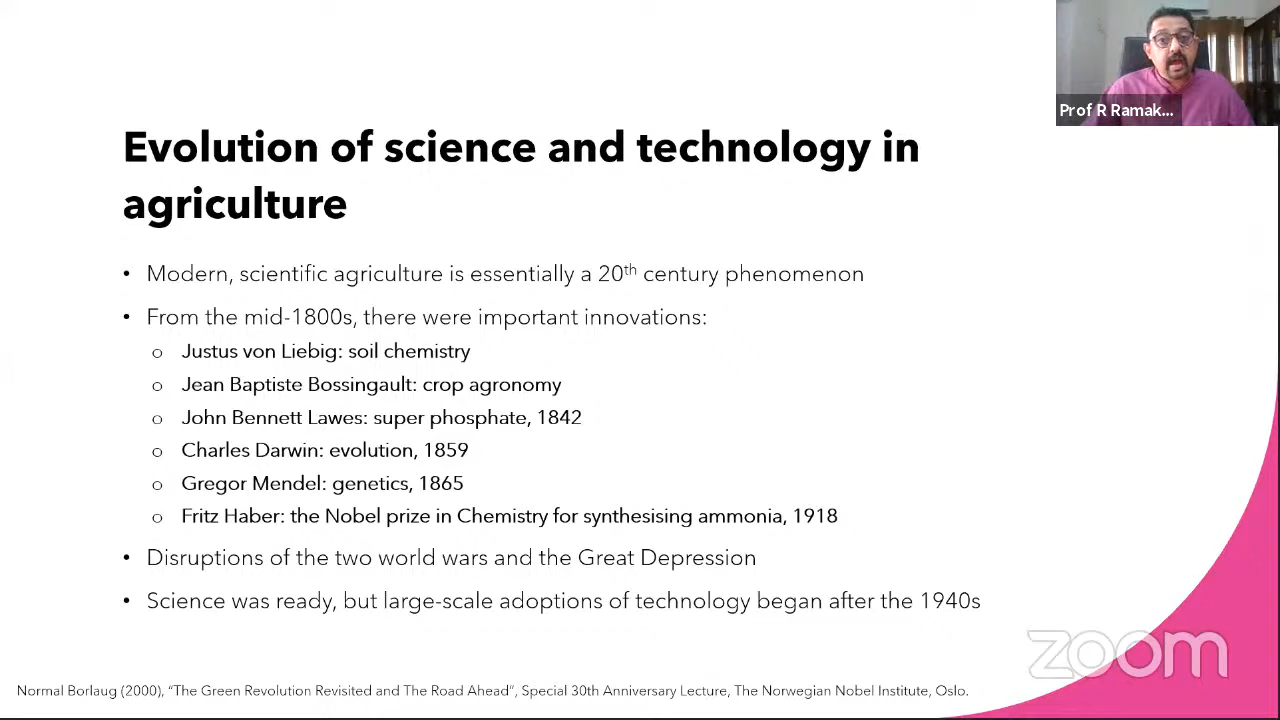 Prof R Ramak...
Evolution of science and technology in
agriculture
• Modern, scientific agriculture is essentially a 20th century phenomenon
• From the mid-1800s, there were important innovations:
o Justus von Liebig: soil chemistry
o Jean Baptiste Bossingault: crop agronomy
o John Bennett Lawes: super phosphate, 1842
o Charles Darwin: evolution, 1859
o Gregor Mendel: genetics, 1865
o Fritz Haber: the Nobel prize in Chemistry for synthesising ammonia, 1918
• Disruptions of the two world wars and the Great Depression
• Science was ready, but large-scale adoptions of technology began after the 1940s
zoom
Normal Borlaug (2000), “The Green Revolution Revisited and The Road Ahead”, Special 30th Anniversary Lecture, The Norwegian Nobel Institute, Oslo.